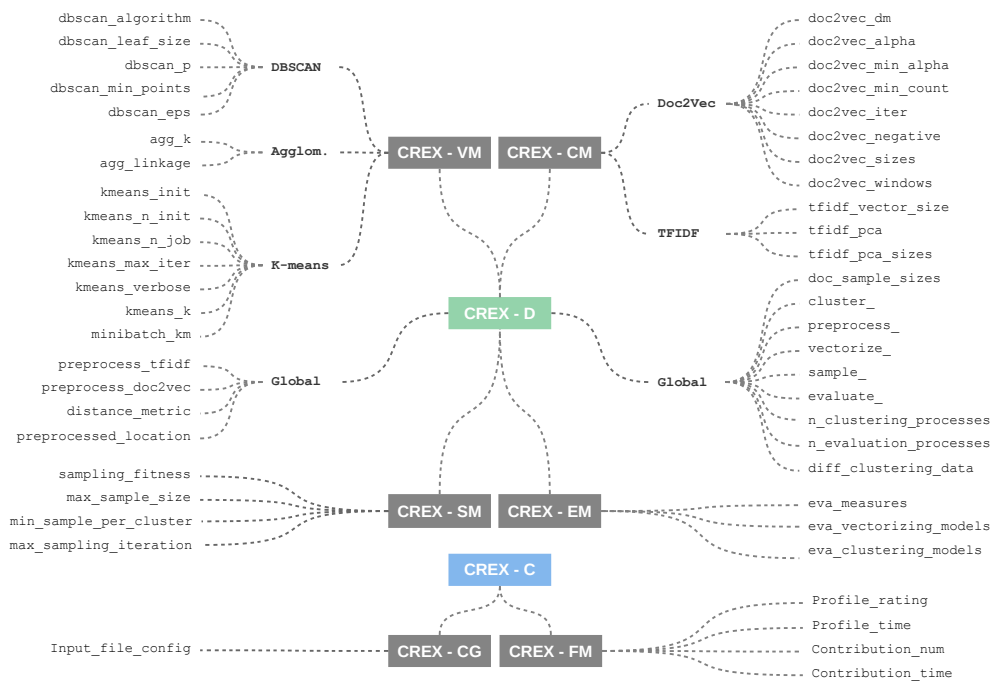 dbscan_algorithm
dbscan_leaf_size
dbscan_p
dbscan_min_points
dbscan_eps
DBSCAN
agg_k
agg_linkage
Agglom.
kmeans_init
kmeans_n_init
kmeans_n_job
kmeans_max_iter
kmeans_verbose
kmeans_k
minibatch_km
K-means
preprocess_tfidf
preprocess_doc2vec
distance_metric
preprocessed_location
Global
sampling_fitness
max_sample_size
min_sample_per_cluster
max_sampling_iteration
CREX - VM
CREX - CM
CREX - D
CREX - SM
CREX - EM
Doc2Vec
doc2vec_dm
doc2vec_alpha
doc2vec_min_alpha
doc2vec_min_count
doc2vec_iter
doc2vec_negative
doc2vec_sizes
doc2vec_windows
TFIDF
tfidf_vector_size
tfidf_pca
tfidf_pca_sizes
Global
doc_sample_sizes
cluster_
preprocess_
vectorize_
sample_
evaluate_
n_clustering_processes
n_evaluation_processes
diff_clustering_data
eva_measures
eva_vectorizing_models
eva_clustering_models
CREX - C
Input_file_config
CREX - CG
CREX - FM
Profile_rating
Profile_time
Contribution_num
Contribution_time